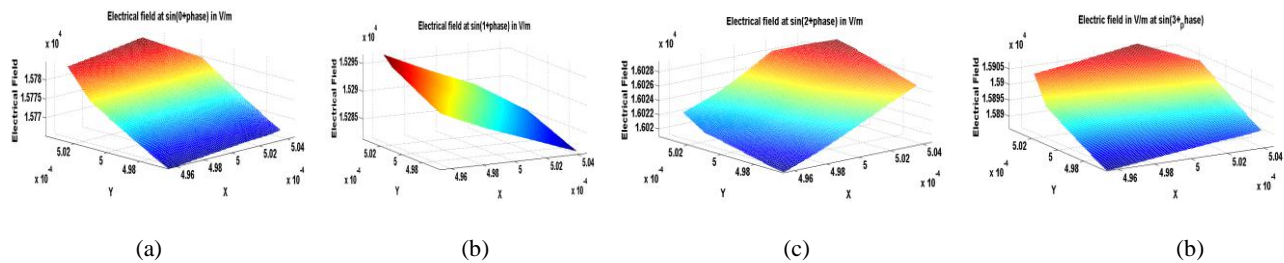 Electrical field at sin(0+phase) in V/m
x 10^4
1.578
1.5775
1.577
Electrical Field
5.02
5
4.98
x 10^-4
Y
4.96
4.98
5
5.02
5.04
x 10^-4
X
(a)
Electrical field at sin(1+phase) in V/m
x 10^4
1.5295
1.529
1.5285
Electrical Field
5.02
5
4.98
x 10^-4
Y
4.96
4.98
5
5.02
5.04
x 10^-4
X
(b)
Electrical field at sin(2+phase) in V/m
x 10^4
1.6028
1.6026
1.6024
1.6022
1.602
Electrical Field
5.02
5
4.98
x 10^-4
Y
4.96
4.98
5
5.02
5.04
x 10^-4
X
(c)
Electric field in V/m at sin(3+phase)
x 10^4
1.5905
1.59
1.5895
1.589
Electrical Field
5.02
5
4.98
x 10^-4
Y
4.96
4.98
5
5.02
5.04
x 10^-4
X
(b)